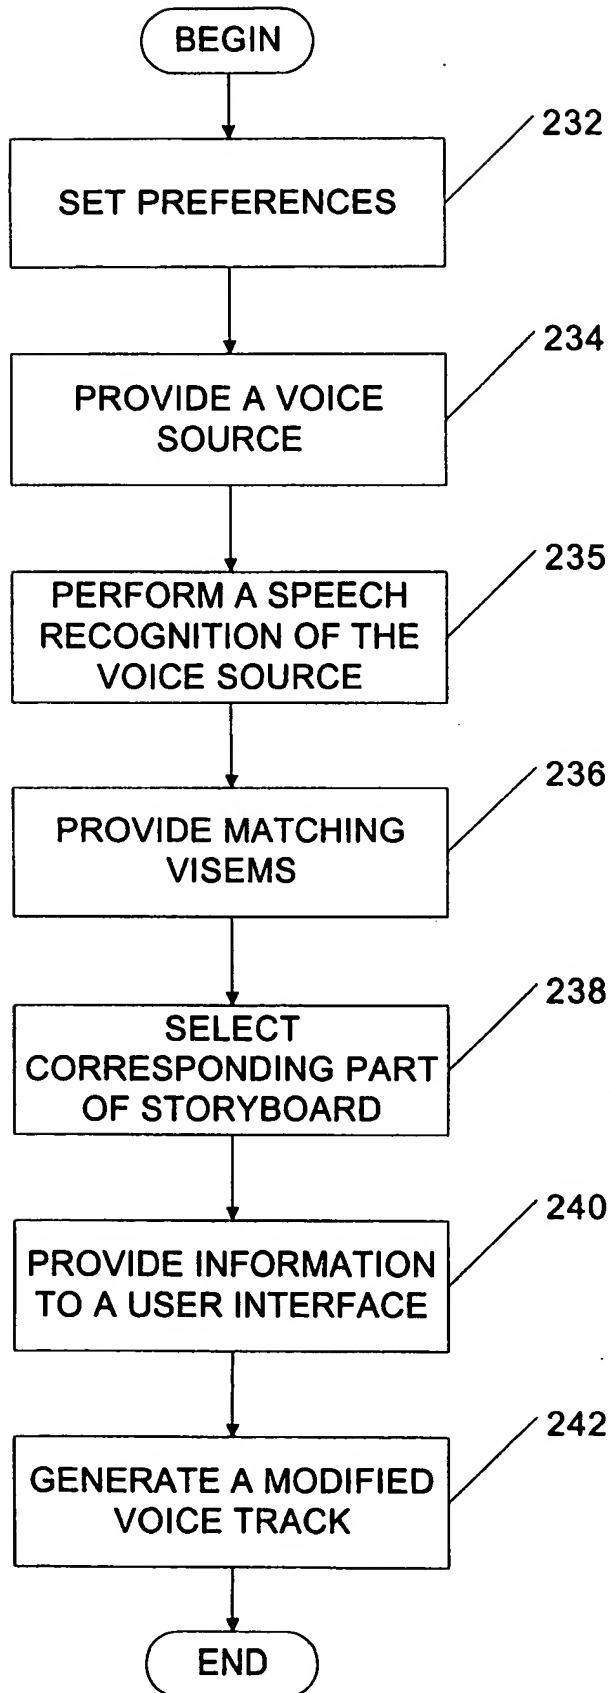 BEGIN
232
SET PREFERENCES
234
PROVIDE A VOICE
SOURCE
235
PERFORM A SPEECH
RECOGNITION OF THE
VOICE SOURCE
236
PROVIDE MATCHING
VISEMS
238
SELECT
CORRESPONDING PART
OF STORYBOARD
240
PROVIDE INFORMATION
TO A USER INTERFACE
242
GENERATE A MODIFIED
VOICE TRACK
END